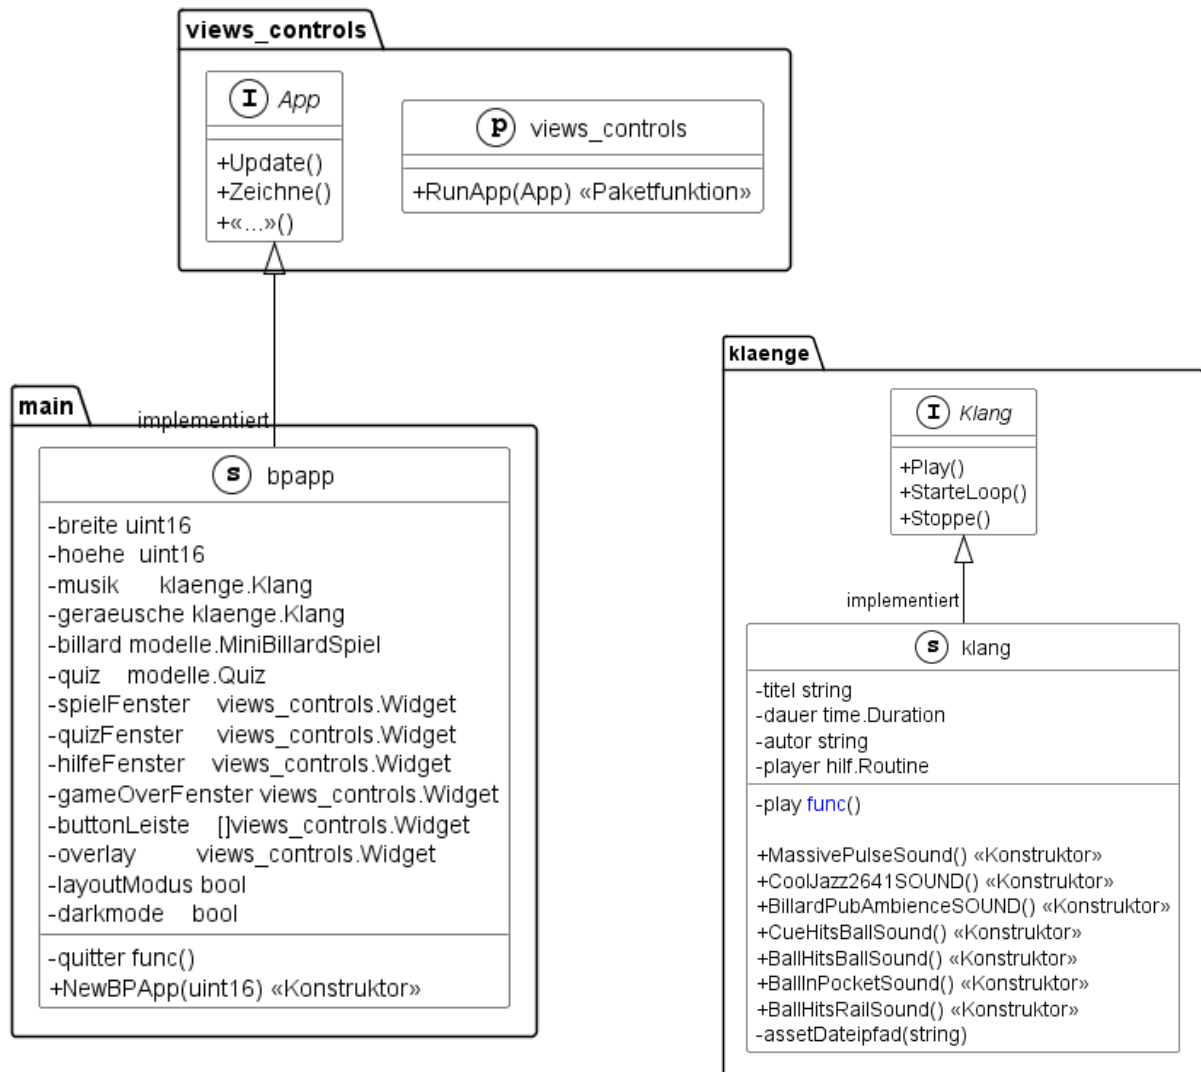 views_controls
I App
+Update()
+Zeichne()
+«...»()
P views_controls
+RunApp(App) «Paketfunktion»
implementiert
main
s bpapp
-breite uint16
-hoehe uint16
-musik klaenge.Klang
-geraeusche klaenge.Klang
-billard modelle.MiniBillardSpiel
-quiz modelle.Quiz
-spielFenster views_controls.Widget
-quizFenster views_controls.Widget
-hilfeFenster views_controls.Widget
-gameOverFenster views_controls.Widget
-buttonLeiste []views_controls.Widget
-overlay views_controls.Widget
-layoutModus bool
-darkmode bool
-quitter func()
+NewBPApp(uint16) «Konstruktor»
klaenge
I Klang
+Play()
+StarteLoop()
+Stoppe()
implementiert
s klang
-titel string
-dauer time.Duration
-autor string
-player hilf.Routine
-play func()
+MassivePulseSound() «Konstruktor»
+CoolJazz2641SOUND() «Konstruktor»
+BillardPubAmbienceSOUND() «Konstruktor»
+CueHitsBallSound() «Konstruktor»
+BallHitsBallSound() «Konstruktor»
+BallInPocketSound() «Konstruktor»
+BallHitsRailSound() «Konstruktor»
-assetDateipfad(string)